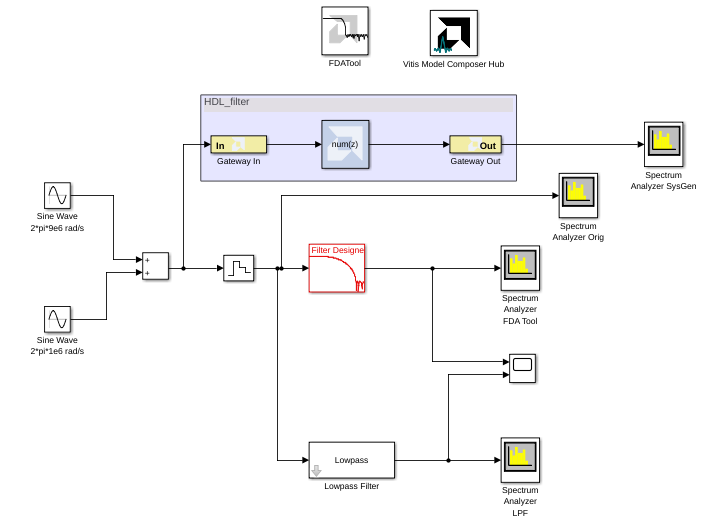 FDATool
Vitis Model Composer Hub
HDL_filter
In
num(z)
Out
Gateway In
Gateway Out
Spectrum
Analyzer SysGen
Sine Wave
2*pi*9e6 rad/s
Spectrum
Analyzer Orig
+
+
Filter Designe
Spectrum
Analyzer
FDA Tool
Sine Wave
2*pi*1e6 rad/s
Lowpass
Lowpass Filter
Spectrum
Analyzer
LPF